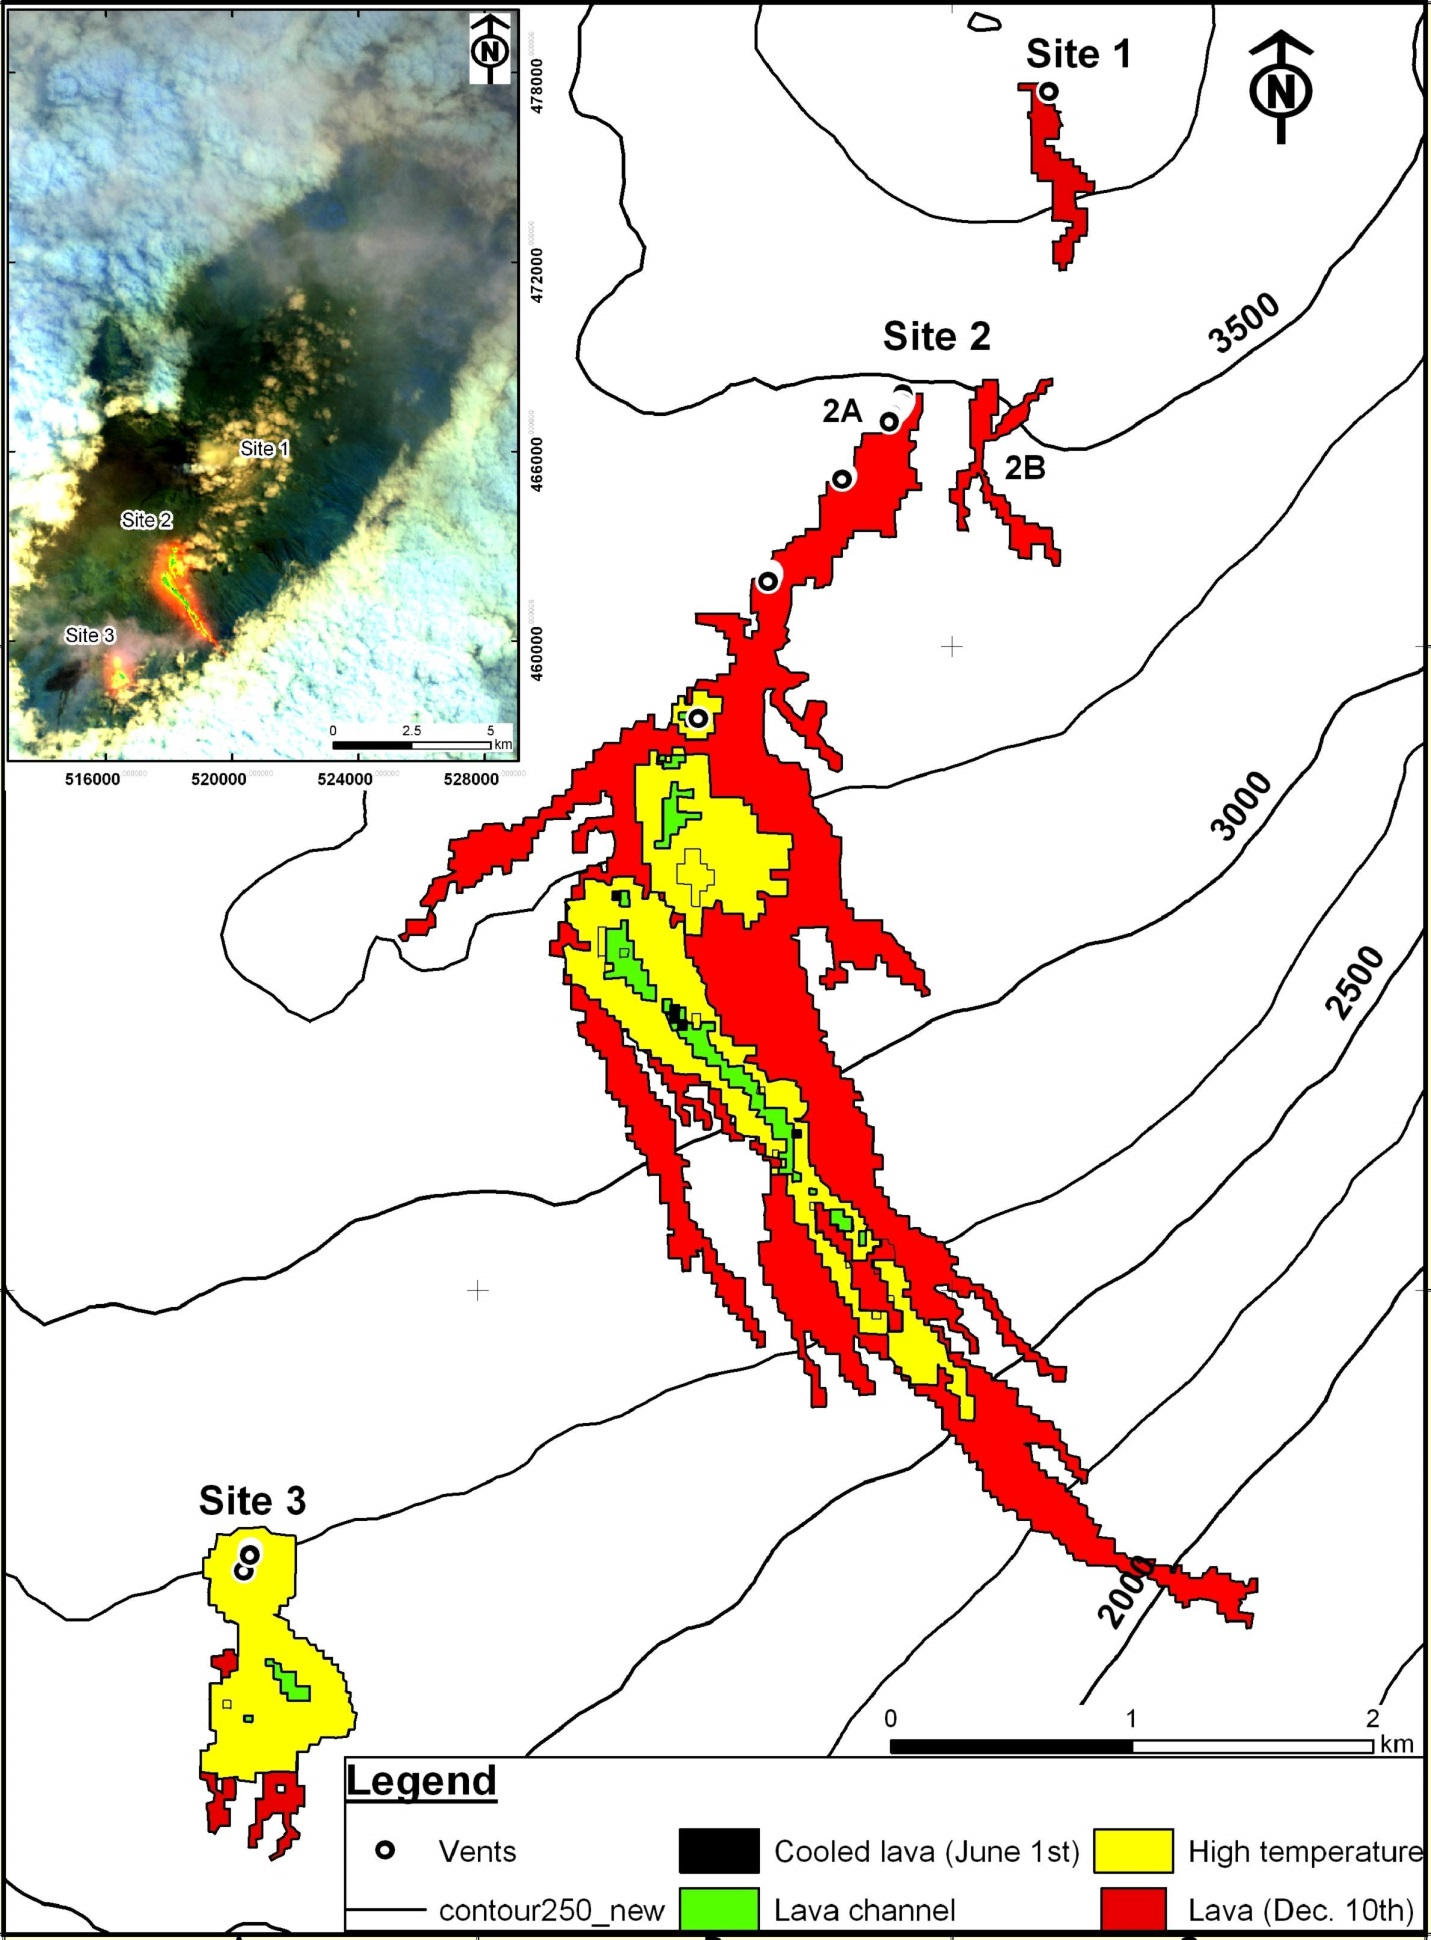 N
478000
472000
466000
460000
Site 1
Site 2
Site 3
0 2.5 5
km
516000 520000 524000 528000
Site 1
N
Site 2
3500
2A
2B
3000
2500
2000
Site 3
0 1 2
km
Legend
Vents
Cooled lava (June 1st)
High temperature
contour250_new
Lava channel
Lava (Dec. 10th)